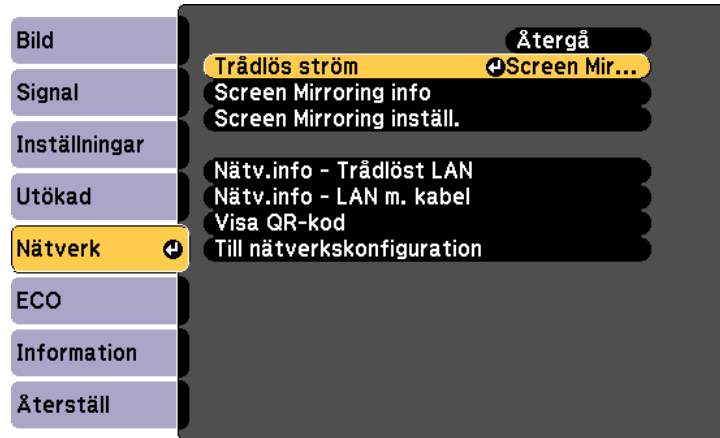 Bild
Signal
Inställningar
Utökad
Nätverk
ECO
Information
Återställ
Återgå
Trådlös ström Screen Mir...
Screen Mirroring info
Screen Mirroring inställ.
Nätv.info - Trådlöst LAN
Nätv.info - LAN m. kabel
Visa QR-kod
Till nätverkskonfiguration